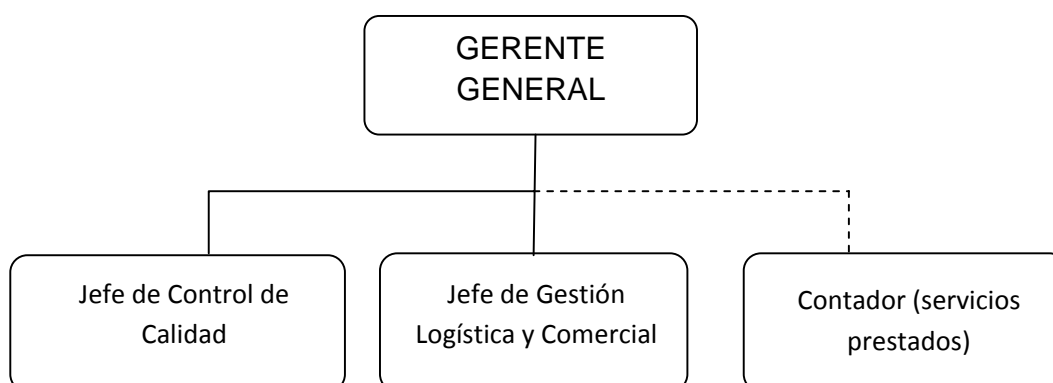 GERENTE
GENERAL
Jefe de Control de
Calidad
Jefe de Gestión
Logística y Comercial
Contador (servicios
prestados)